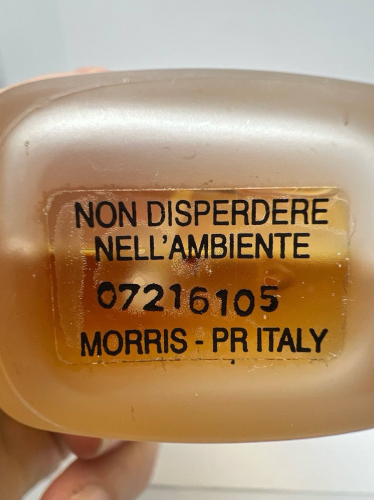 NON DISPERDERE
NELL'AMBIENTE
07216105
MORRIS - PR ITALY